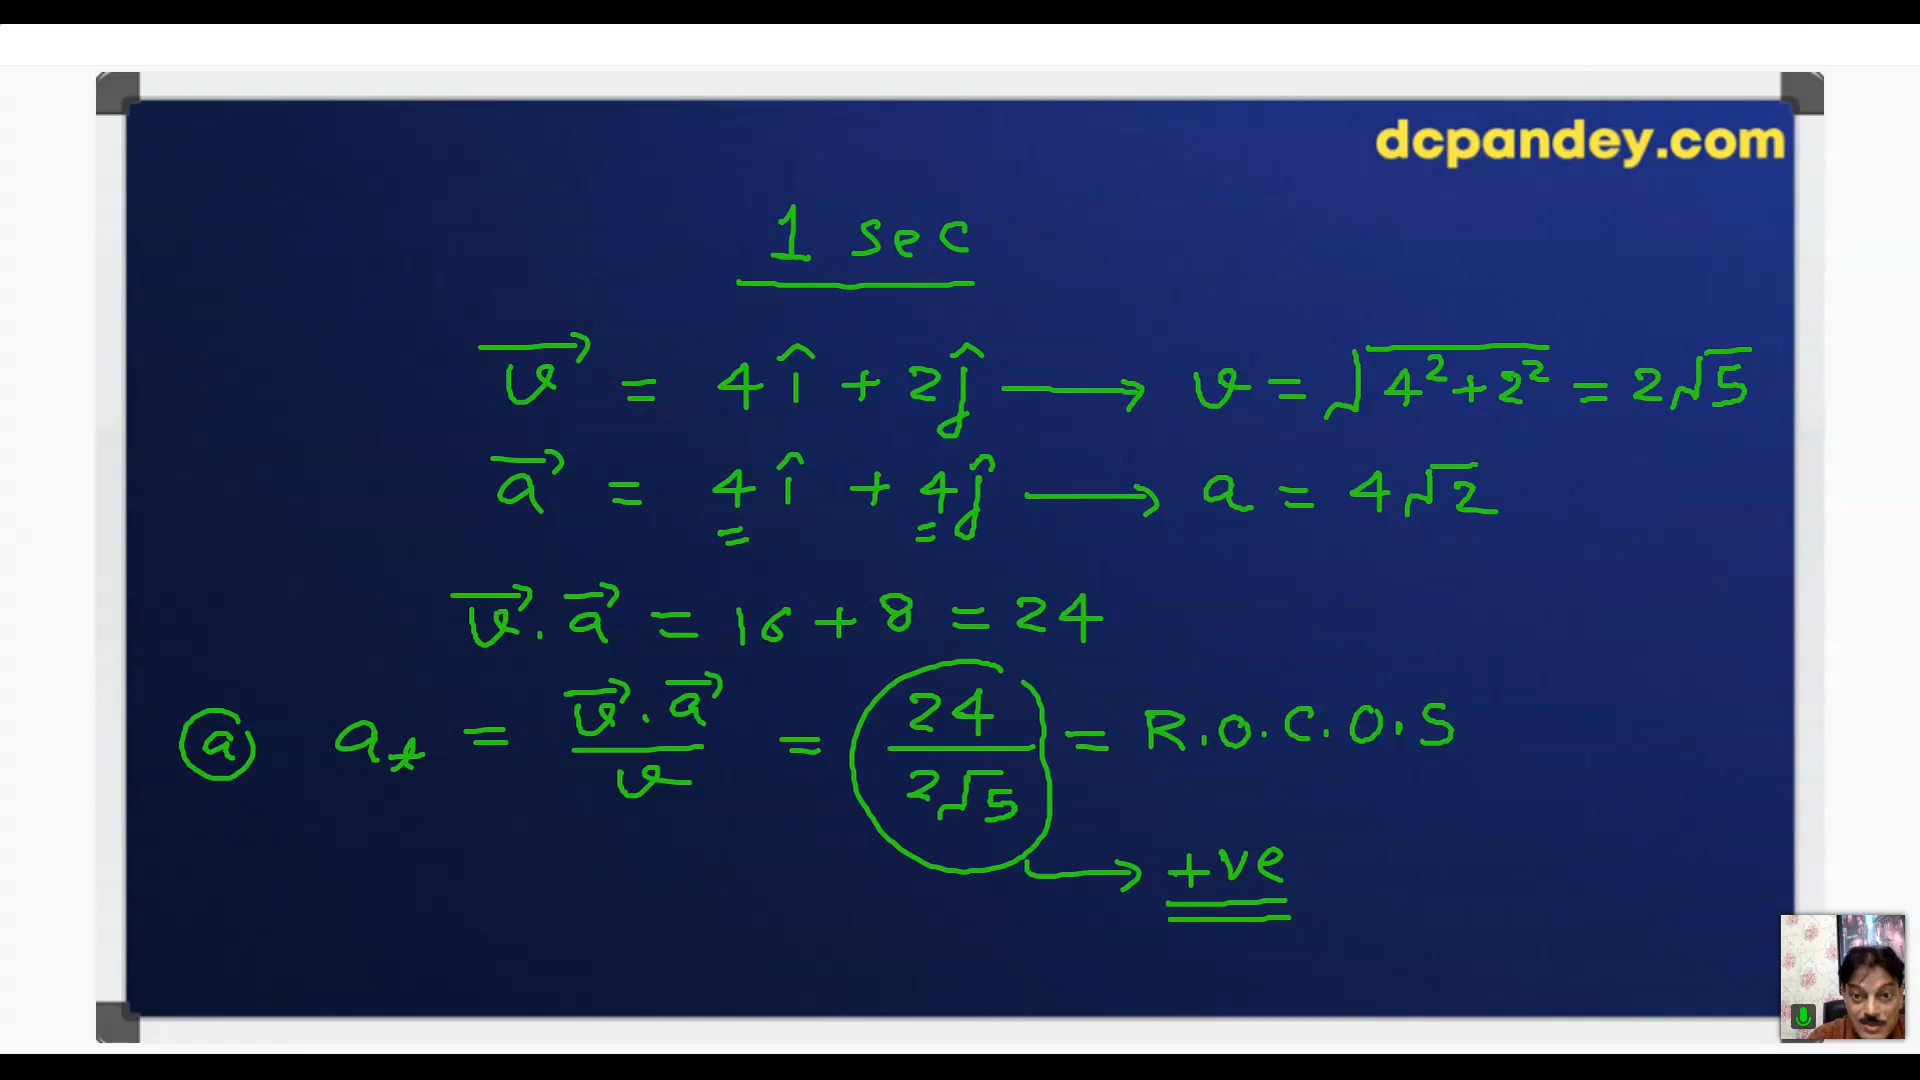 dcpandey.com
1 sec
v⃗ = 4î + 2ĵ ⟶ v = √(4² + 2²) = 2√5
a⃗ = 4î + 4ĵ ⟶ a = 4√2
v⃗ . a⃗ = 16 + 8 = 24
(a) aₜ = (v⃗ . a⃗)/v = 24/(2√5) = R.O.C.O.S
⟶ +ve